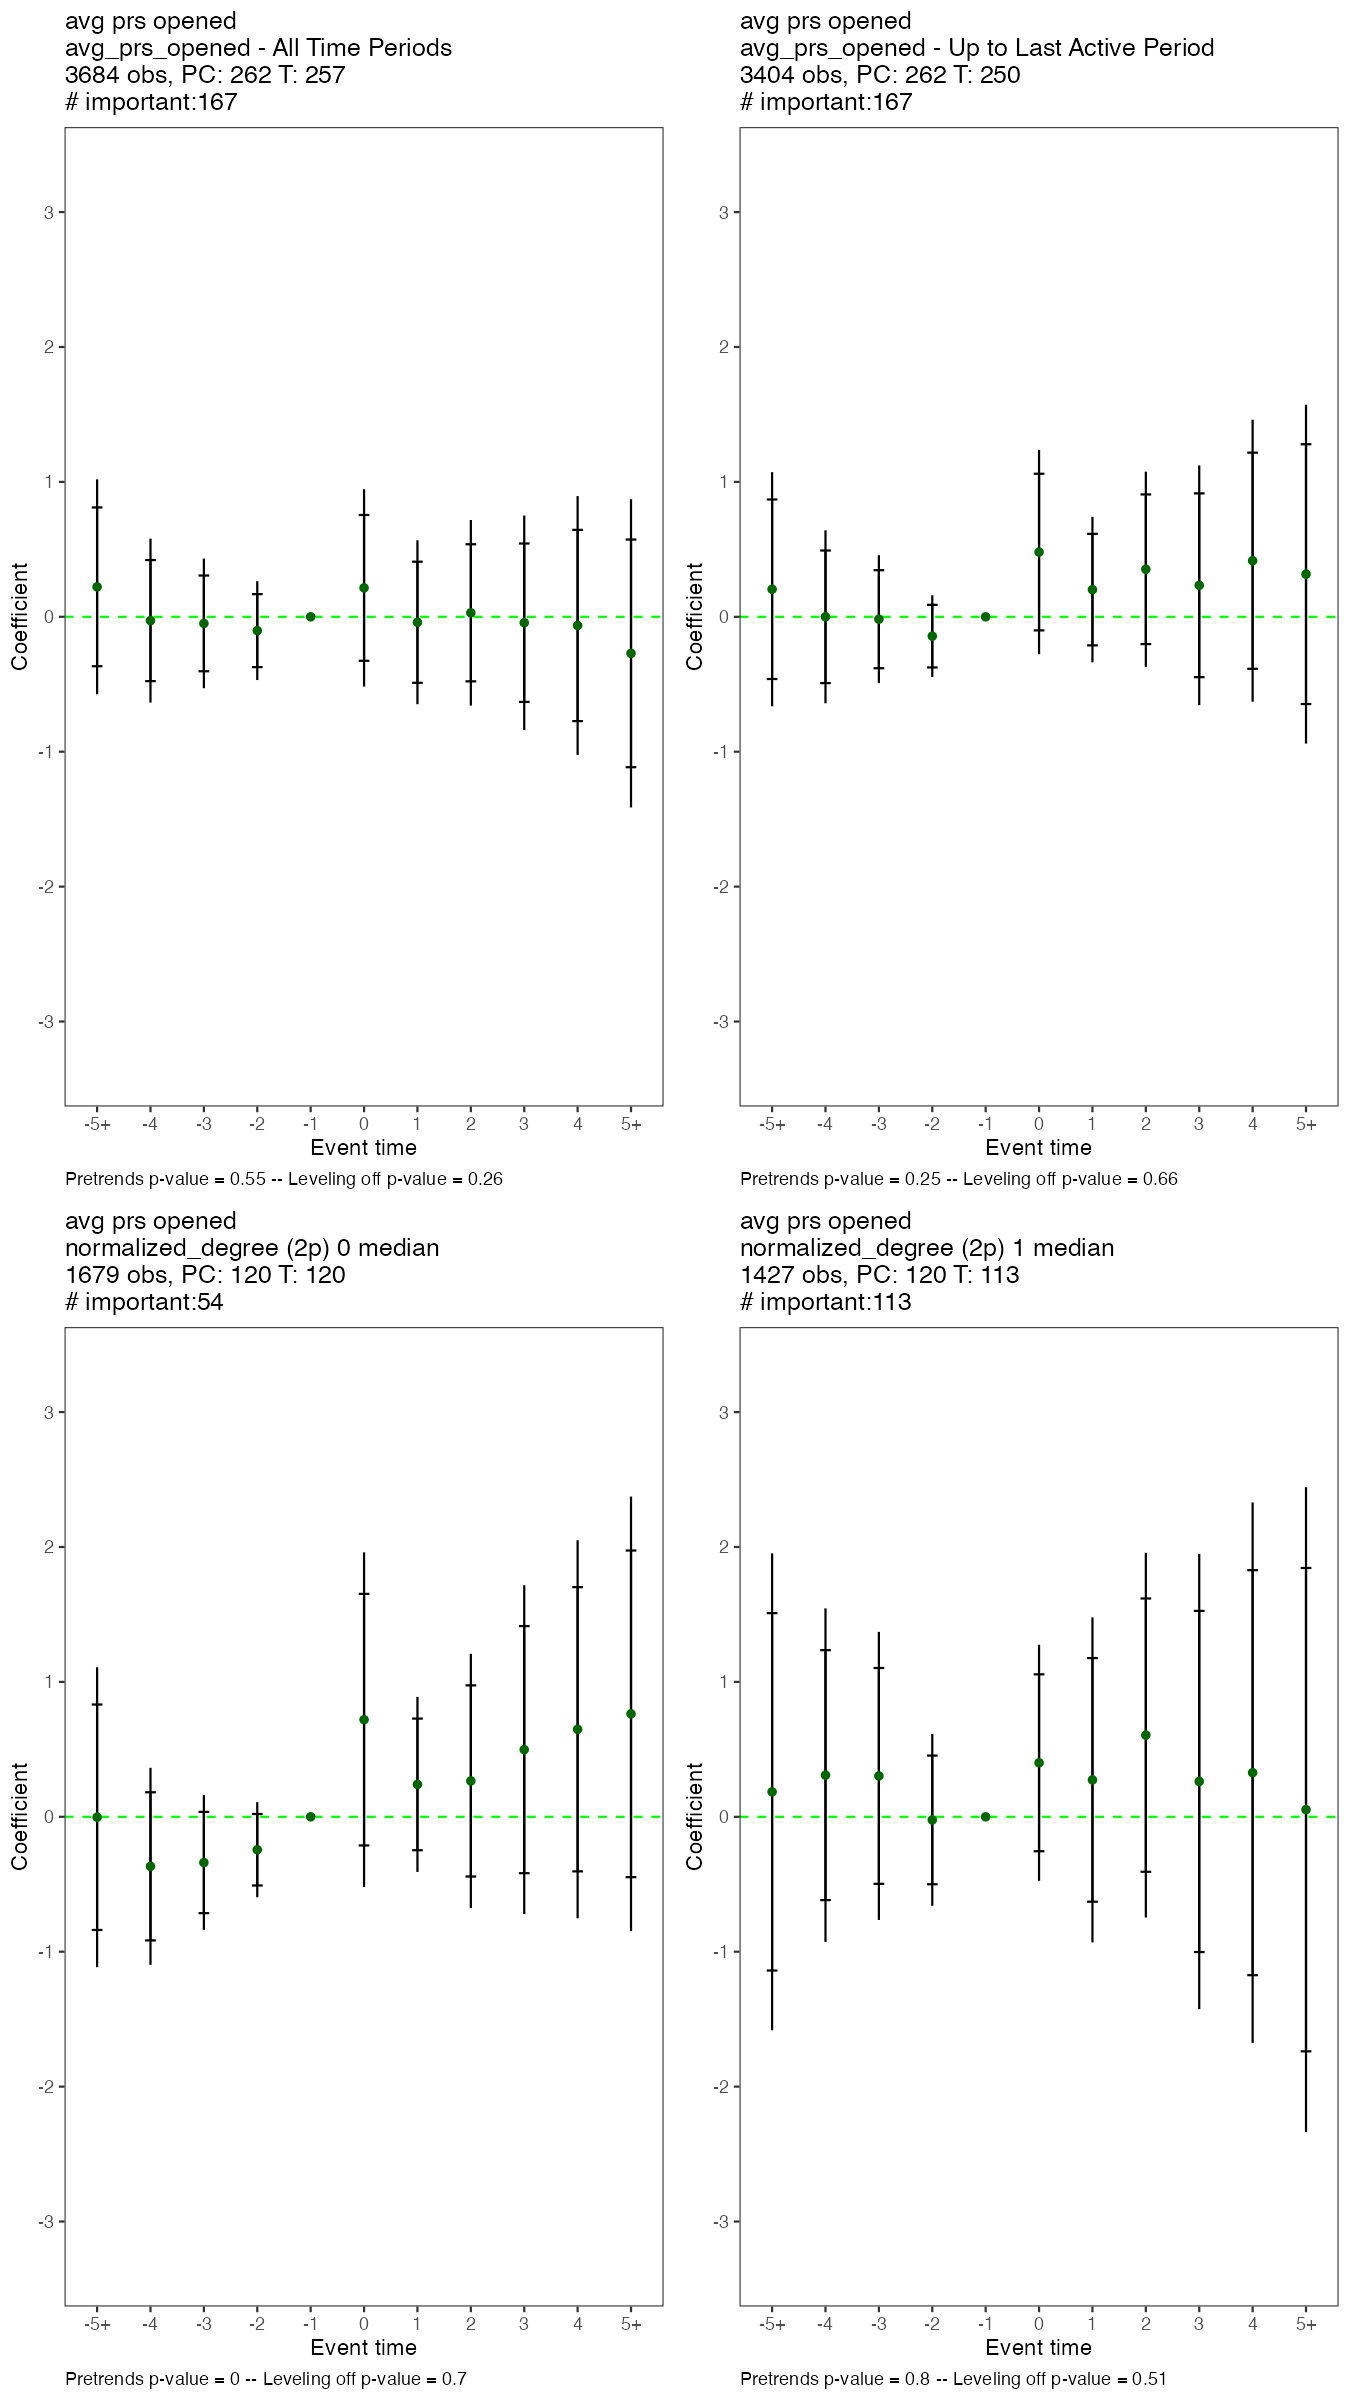 avg prs opened
avg_prs_opened - All Time Periods
3684 obs, PC: 262 T: 257
# important:167
3
2
1
0
-1
-2
-3
Coefficient
-5+ -4 -3 -2 -1 0 1 2 3 4 5+
Event time
Pretrends p-value = 0.55 -- Leveling off p-value = 0.26
avg prs opened
avg_prs_opened - Up to Last Active Period
3404 obs, PC: 262 T: 250
# important:167
3
2
1
0
-1
-2
-3
Coefficient
-5+ -4 -3 -2 -1 0 1 2 3 4 5+
Event time
Pretrends p-value = 0.25 -- Leveling off p-value = 0.66
avg prs opened
normalized_degree (2p) 0 median
1679 obs, PC: 120 T: 120
# important:54
3
2
1
0
-1
-2
-3
Coefficient
-5+ -4 -3 -2 -1 0 1 2 3 4 5+
Event time
Pretrends p-value = 0 -- Leveling off p-value = 0.7
avg prs opened
normalized_degree (2p) 1 median
1427 obs, PC: 120 T: 113
# important:113
3
2
1
0
-1
-2
-3
Coefficient
-5+ -4 -3 -2 -1 0 1 2 3 4 5+
Event time
Pretrends p-value = 0.8 -- Leveling off p-value = 0.51